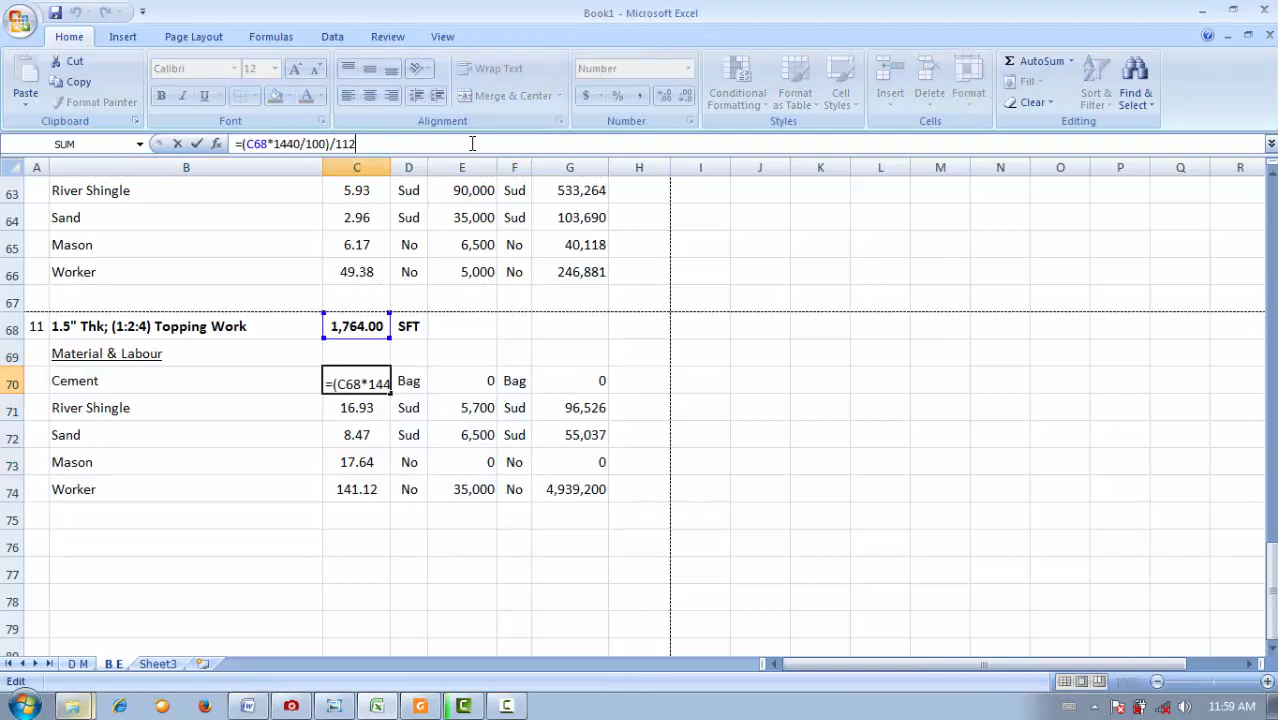 Book1 - Microsoft Excel
Home Insert Page Layout Formulas Data Review View
Paste
Cut
Copy
Format Painter
Clipboard
Calibri 12
B I U
Font
Wrap Text
Merge & Center
Alignment
Number
$ % ,
Number
Conditional Formatting
Format as Table
Cell Styles
Styles
Insert Delete Format
Cells
Σ AutoSum
Fill
Clear
Sort & Filter
Find & Select
Editing
SUM =(C68*1440/100)/112
A B C D E F G H I J K L M N O P Q R
63 River Shingle 5.93 Sud 90,000 Sud 533,264
64 Sand 2.96 Sud 35,000 Sud 103,690
65 Mason 6.17 No 6,500 No 40,118
66 Worker 49.38 No 5,000 No 246,881
67
68 11 1.5" Thk; (1:2:4) Topping Work 1,764.00 SFT
69 Material & Labour
70 Cement =(C68*144 Bag 0 Bag 0
71 River Shingle 16.93 Sud 5,700 Sud 96,526
72 Sand 8.47 Sud 6,500 Sud 55,037
73 Mason 17.64 No 0 No 0
74 Worker 141.12 No 35,000 No 4,939,200
75
76
77
78
79
80
D M B E Sheet3
Edit 100%
11:59 AM